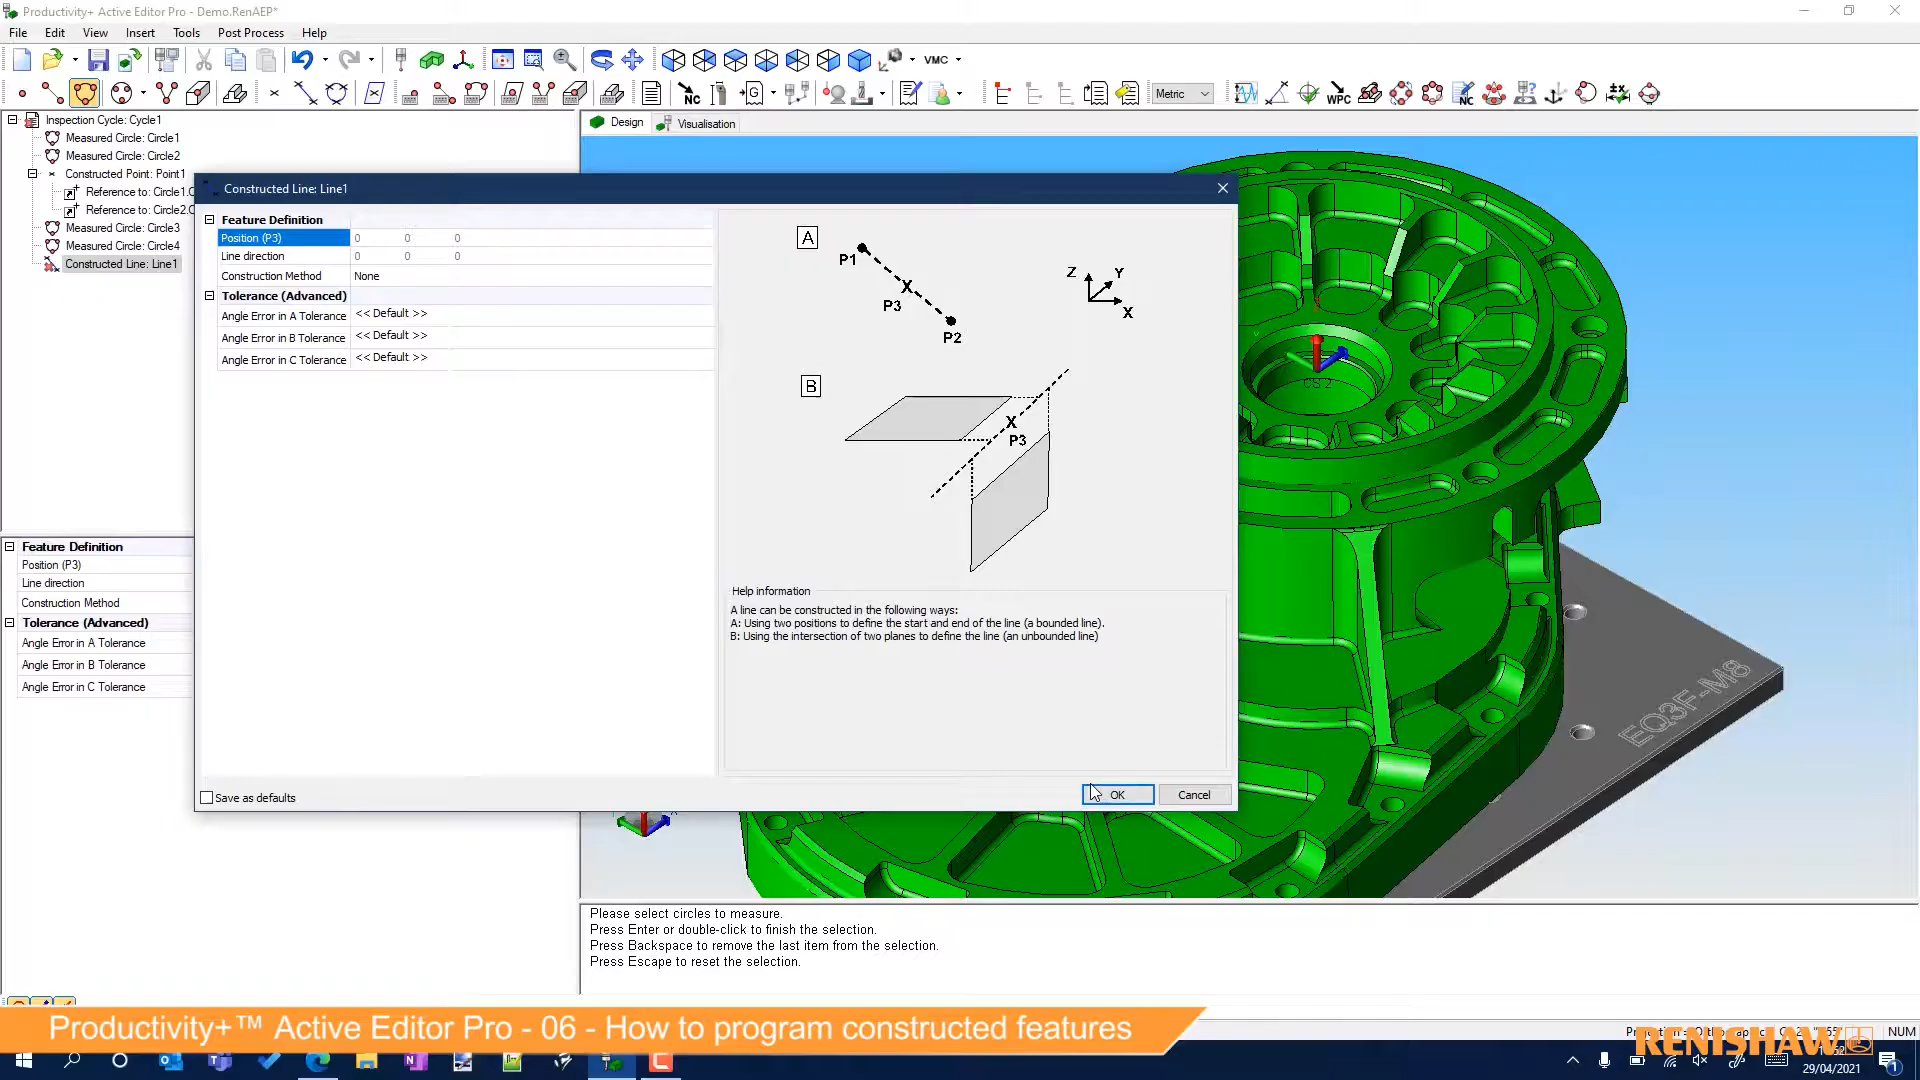 Productivity+ Active Editor Pro - Demo.RenAEP*
File Edit View Insert Tools Post Process Help
VMC
NC G Metric WPC NC
Inspection Cycle: Cycle1
Measured Circle: Circle1
Measured Circle: Circle2
Constructed Point: Point1
Reference to: Circle1.C
Reference to: Circle2.C
Measured Circle: Circle3
Measured Circle: Circle4
Constructed Line: Line1
Feature Definition
Position (P3)
Line direction
Construction Method
Tolerance (Advanced)
Angle Error in A Tolerance
Angle Error in B Tolerance
Angle Error in C Tolerance
Constructed Line: Line1
Feature Definition
Position (P3) 0 0 0
Line direction 0 0 0
Construction Method None
Tolerance (Advanced)
Angle Error in A Tolerance << Default >>
Angle Error in B Tolerance << Default >>
Angle Error in C Tolerance << Default >>
A
P1
X
P3
P2
Z Y
X
B
X
P3
Help information
A line can be constructed in the following ways:
A: Using two positions to define the start and end of the line (a bounded line).
B: Using the intersection of two planes to define the line (an unbounded line)
Save as defaults
OK Cancel
Design Visualisation
CS 2
EQ3F-M8
Please select circles to measure.
Press Enter or double-click to finish the selection.
Press Backspace to remove the last item from the selection.
Press Escape to reset the selection.
Productivity+™ Active Editor Pro - 06 - How to program constructed features
NUM
RENISHAW
29/04/2021
1